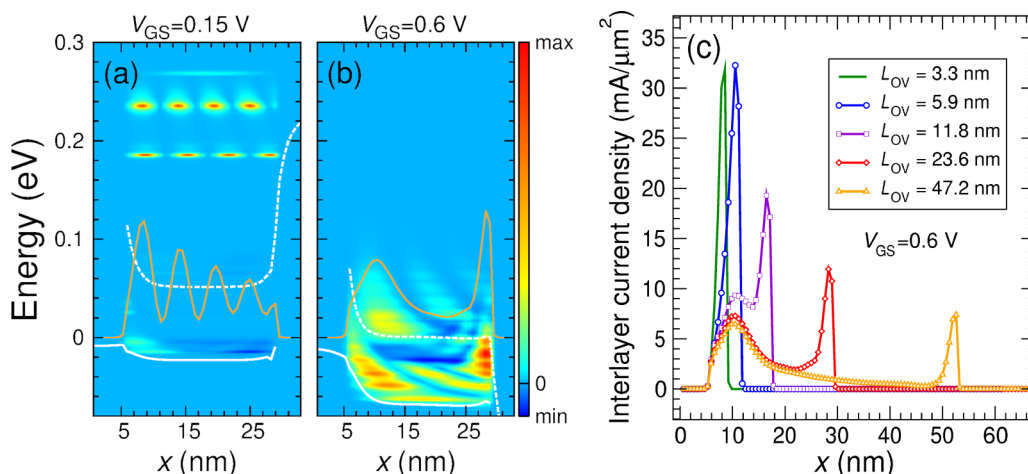 V_GS=0.15 V
V_GS=0.6 V
(a)
(b)
(c)
Energy (eV)
0.3
0.2
0.1
0
5 15 25
x (nm)
5 15 25
x (nm)
max
0
min
Interlayer current density (mA/μm²)
35
30
25
20
15
10
5
0
L_OV = 3.3 nm
L_OV = 5.9 nm
L_OV = 11.8 nm
L_OV = 23.6 nm
L_OV = 47.2 nm
V_GS=0.6 V
0 10 20 40 60
x (nm)